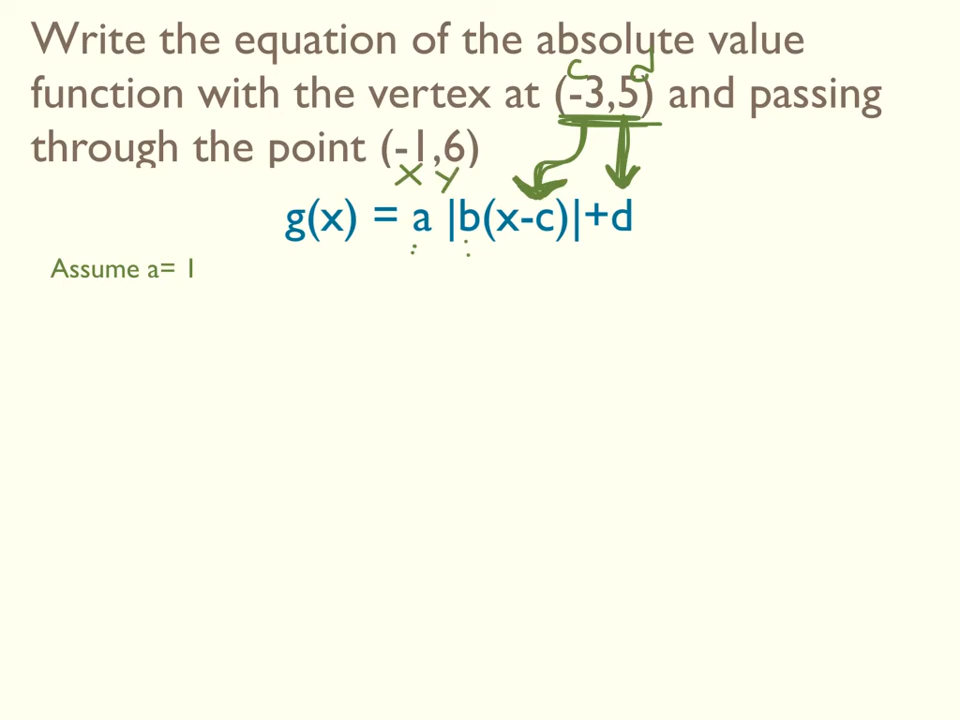 Write the equation of the absolute value
c d
function with the vertex at (-3,5) and passing
through the point (-1,6)
x y
g(x) = a |b(x-c)|+d
Assume a= 1